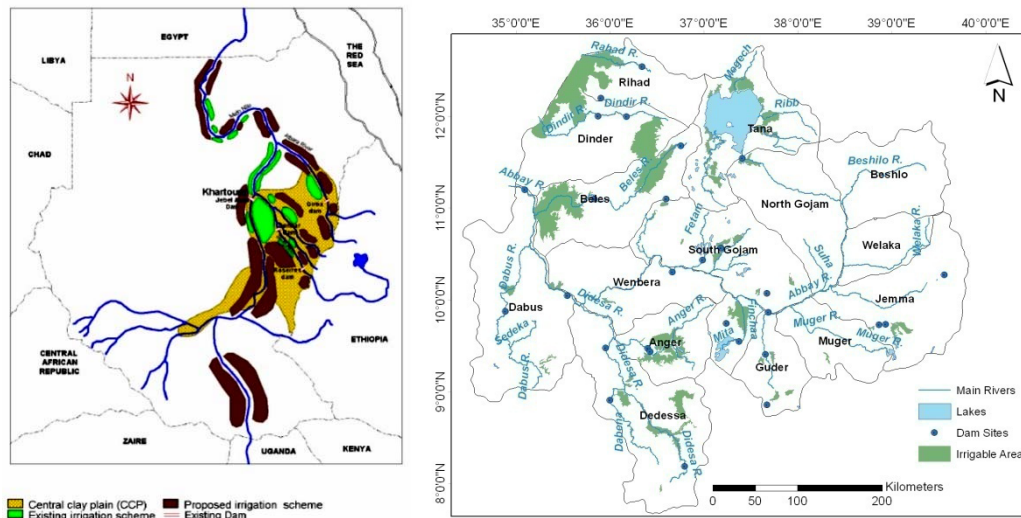 EGYPT
LIBYA
THE
RED
SEA
N
CHAD
Khartoum
ETHIOPIA
CENTRAL
AFRICAN
REPUBLIC
ZAIRE
UGANDA
KENYA
Central clay plain (CCP)
Proposed irrigation scheme
Existing irrigation scheme
Existing Dam
35°0'0"E 36°0'0"E 37°0'0"E 38°0'0"E 39°0'0"E 40°0'0"E
12°0'0"N
11°0'0"N
10°0'0"N
9°0'0"N
8°0'0"N
N
Rahad R.
Rihad
Megech
Dindir R.
Dindir R.
Ribb
Tana
Dinder
Beles R.
Beshilo R.
Beshlo
Abbay R.
Beles
North Gojam
Fetam
Welaka R.
Welaka
South Gojam
Suha
Dabus R.
Wenbera
Abbay R.
Jemma
Dabus
Didesa R.
Anger R.
Finchaa
Muger R.
Sedeka
Mita
Muger R.
Muger
Anger
Guder
Dabus R.
Didesa R.
Dabena
Dedessa
Didesa R.
Main Rivers
Lakes
Dam Sites
Irrigable Area
Kilometers
0 50 100 200